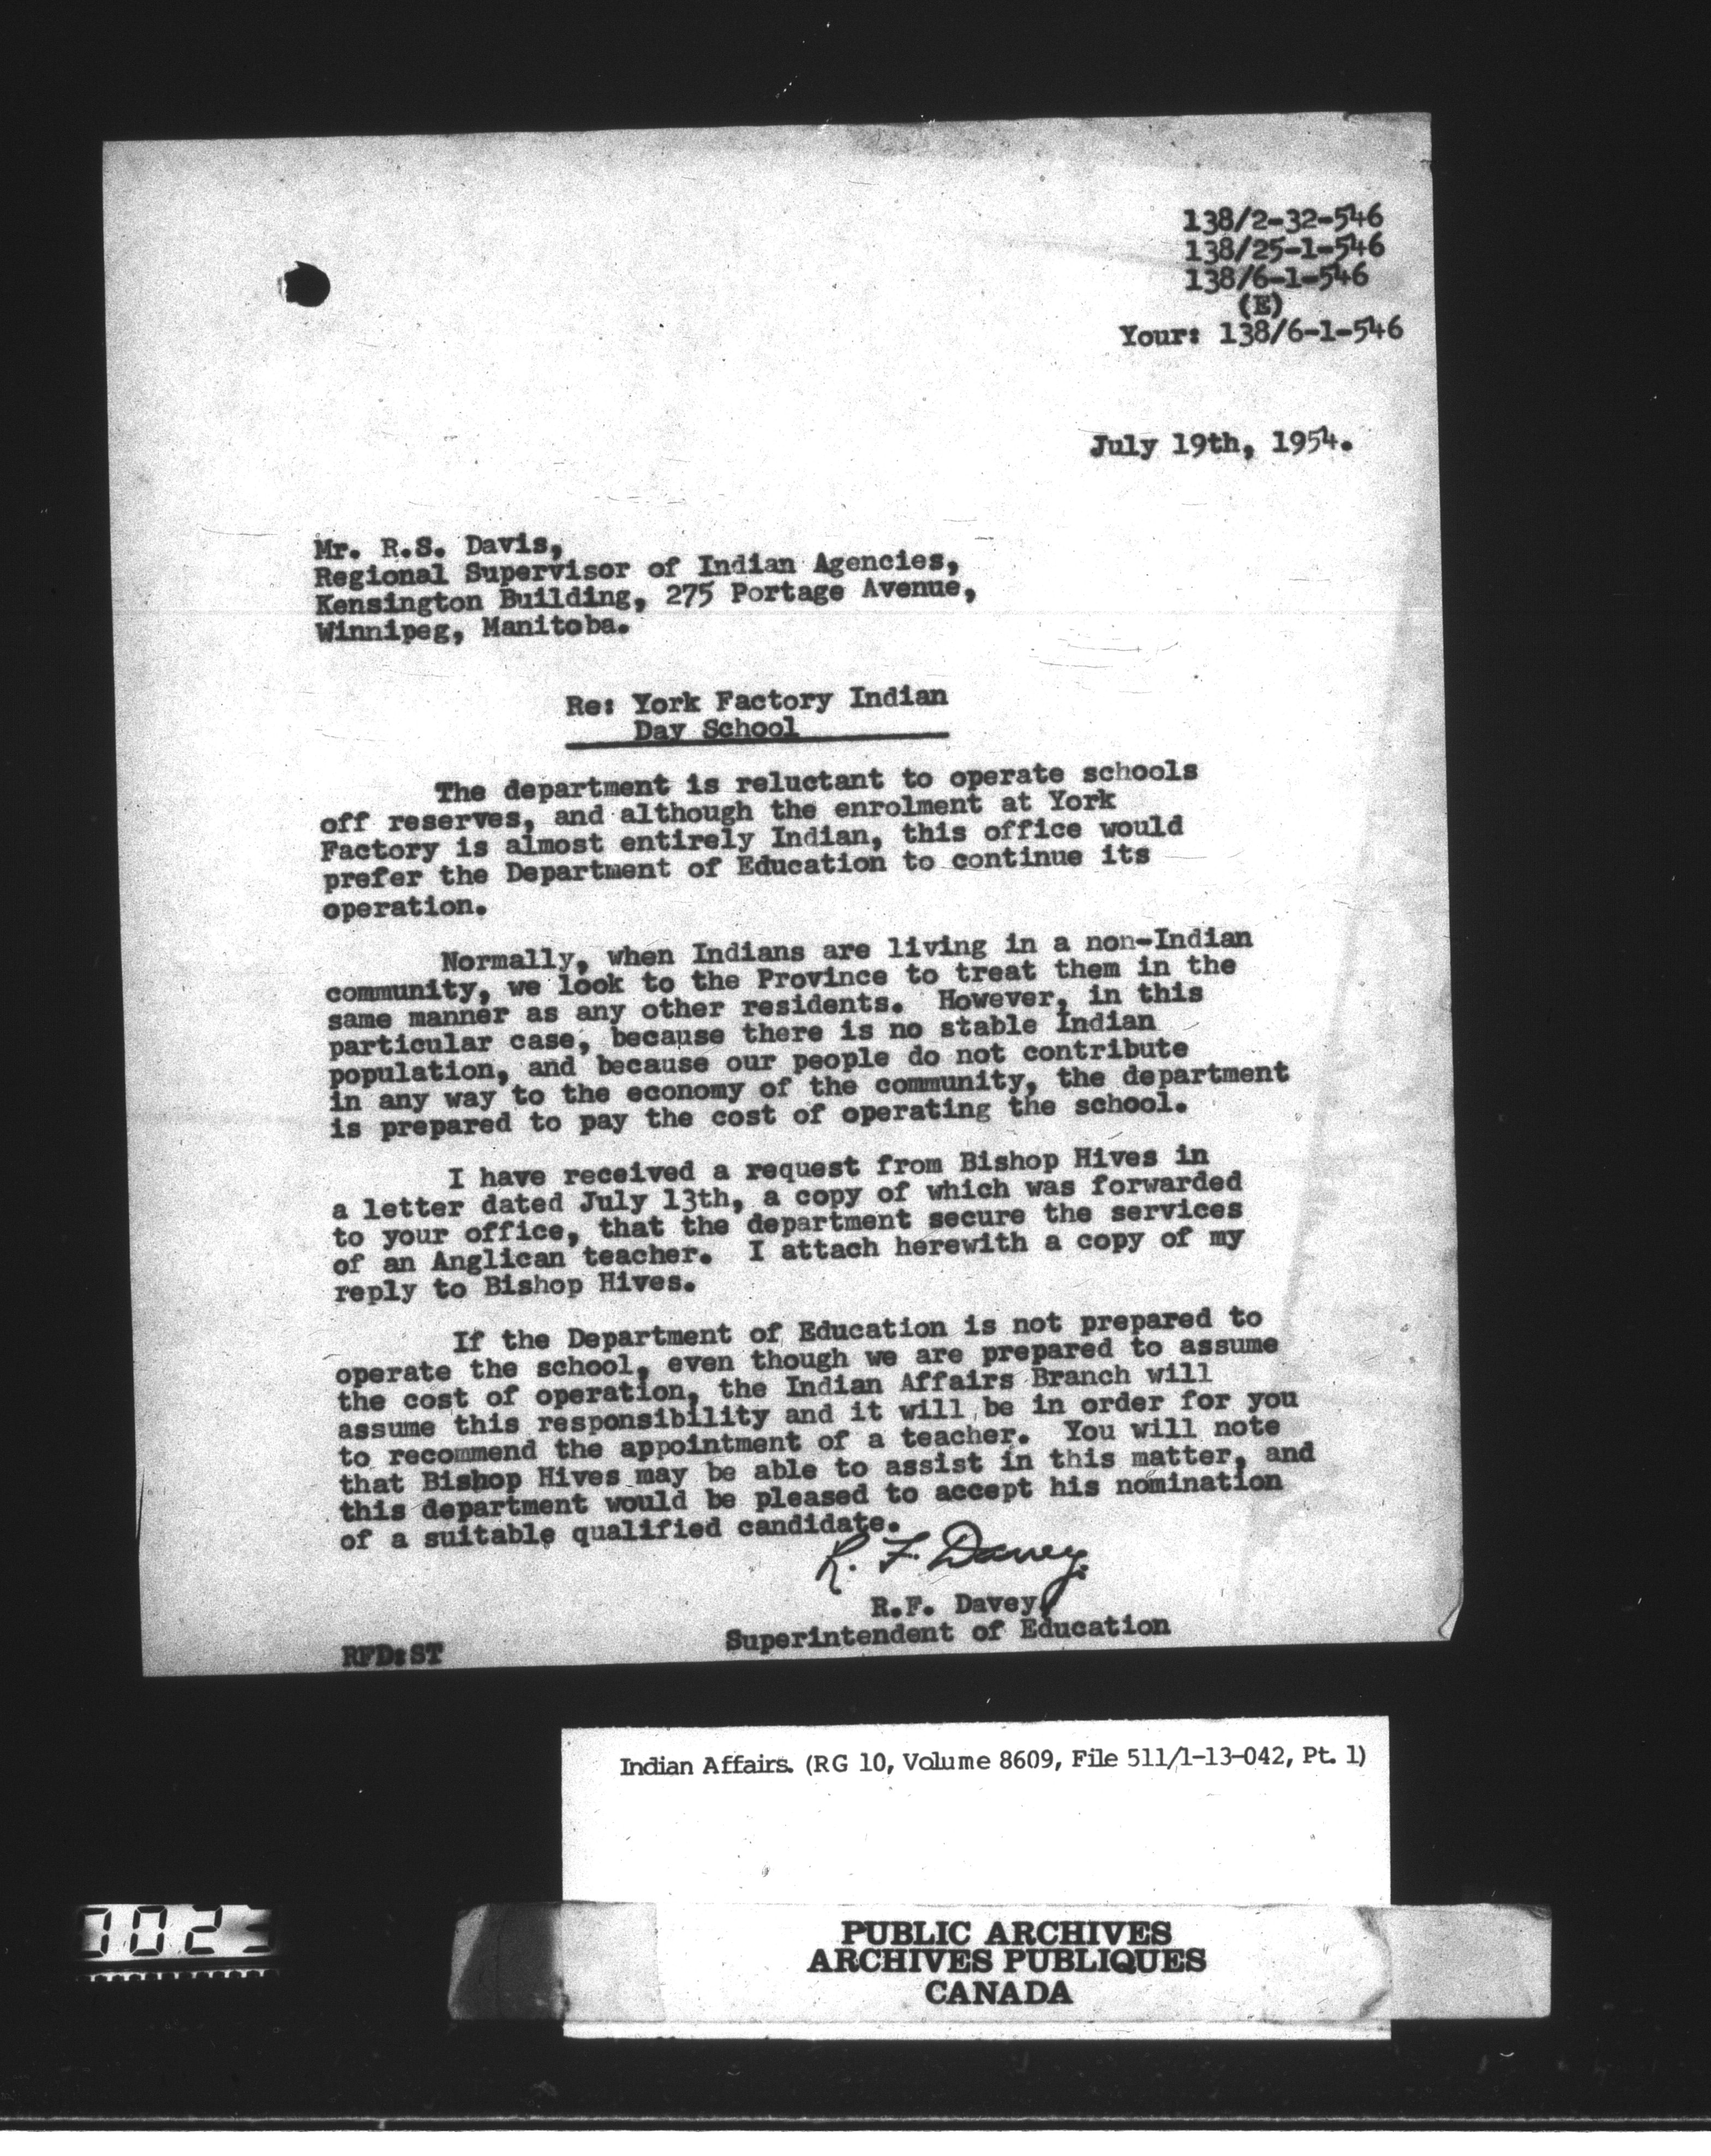 138/2-32-546
138/25-1-546
138/6-1-546
(E)
Your: 138/6-1-546
July 19th, 1954.
Mr. R.S. Davis,
Regional Supervisor of Indian Agencies,
Kensington Building, 275 Portage Avenue,
Winnipeg, Manitoba.
Re: York Factory Indian
Day School
The department is reluctant to operate schools
off reserves, and although the enrolment at York
Factory is almost entirely Indian, this office would
prefer the Department of Education to continue its
operation.
Normally, when Indians are living in a non-Indian
community, we look to the Province to treat them in the
same manner as any other residents. However, in this
particular case, because there is no stable Indian
population, and because our people do not contribute
in any way to the economy of the community, the department
is prepared to pay the cost of operating the school.
I have received a request from Bishop Hives in
a letter dated July 13th, a copy of which was forwarded
to your office, that the department secure the services
of an Anglican teacher. I attach herewith a copy of my
reply to Bishop Hives.
If the Department of Education is not prepared to
operate the school, even though we are prepared to assume
the cost of operation, the Indian Affairs Branch will
assume this responsibility and it will be in order for you
to recommend the appointment of a teacher. You will note
that Bishop Hives may be able to assist in this matter, and
this department would be pleased to accept his nomination
of a suitable qualified candidate.
R. F. Davey.
R.F. Davey
Superintendent of Education
RFD:ST
Indian Affairs. (RG 10, Volume 8609, File 511/1-13-042, Pt. 1)
PUBLIC ARCHIVES
ARCHIVES PUBLIQUES
CANADA